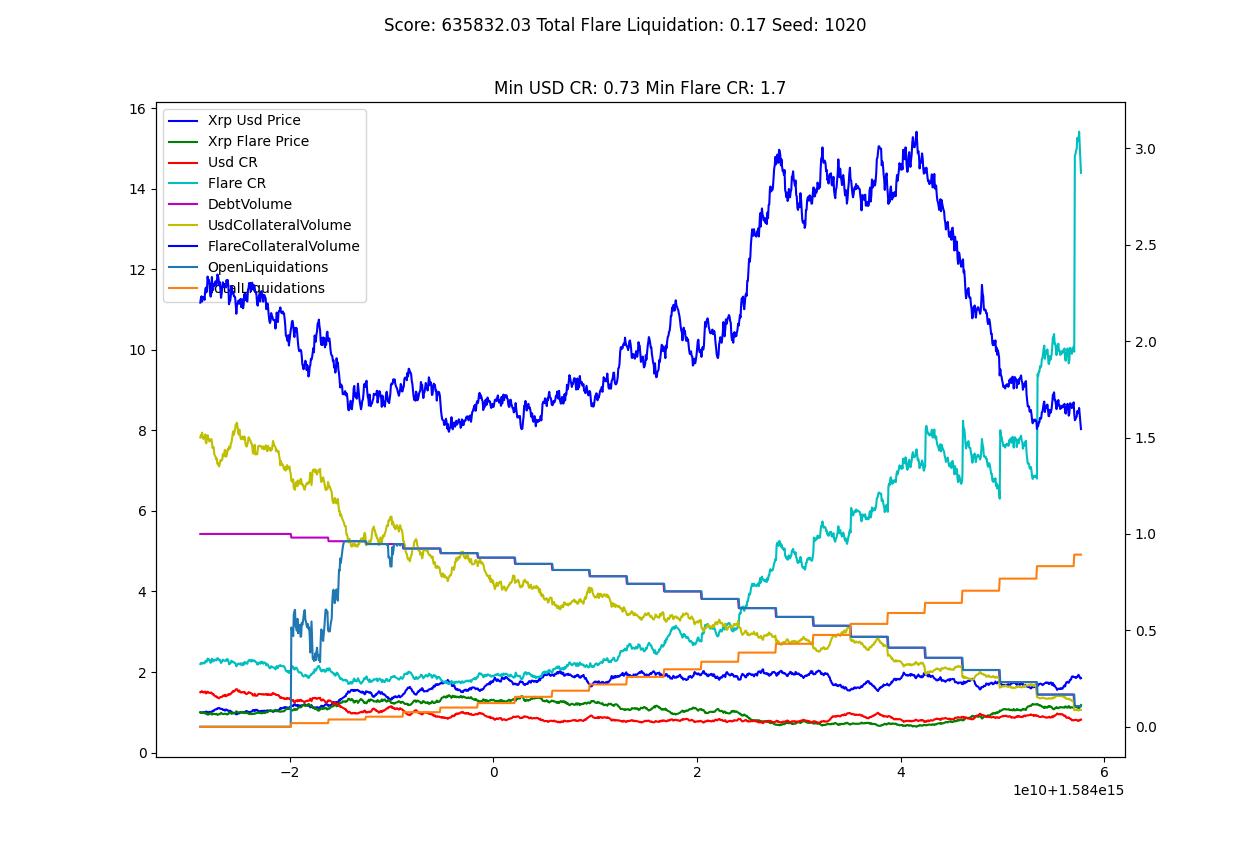 Score: 635832.03 Total Flare Liquidation: 0.17 Seed: 1020
Min USD CR: 0.73 Min Flare CR: 1.7
Xrp Usd Price
Xrp Flare Price
Usd CR
Flare CR
DebtVolume
UsdCollateralVolume
FlareCollateralVolume
OpenLiquidations
TotalLiquidations
16
14
12
10
8
6
4
2
0
3.0
2.5
2.0
1.5
1.0
0.5
0.0
−2
0
2
4
6
1e10+1.584e15